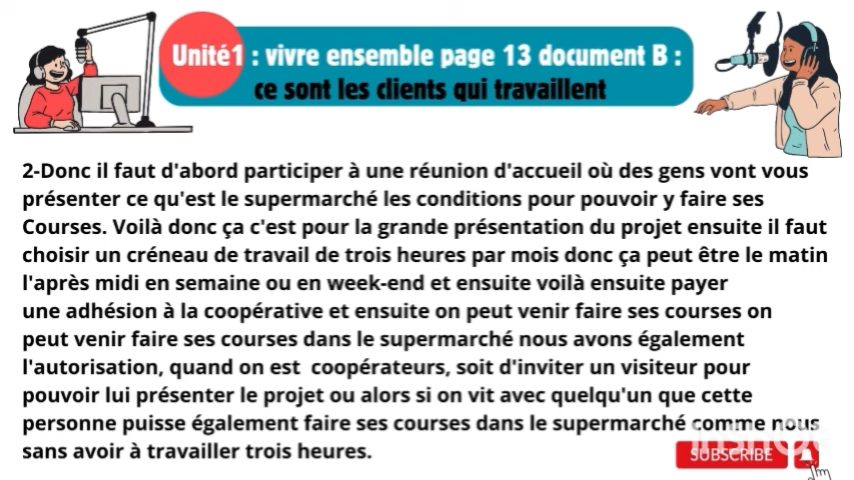 Unité1 : vivre ensemble page 13 document B :
ce sont les clients qui travaillent
2-Donc il faut d'abord participer à une réunion d'accueil où des gens vont vous
présenter ce qu'est le supermarché les conditions pour pouvoir y faire ses
Courses. Voilà donc ça c'est pour la grande présentation du projet ensuite il faut
choisir un créneau de travail de trois heures par mois donc ça peut être le matin
l'après midi en semaine ou en week-end et ensuite voilà ensuite payer
une adhésion à la coopérative et ensuite on peut venir faire ses courses on
peut venir faire ses courses dans le supermarché nous avons également
l'autorisation, quand on est coopérateurs, soit d'inviter un visiteur pour
pouvoir lui présenter le projet ou alors si on vit avec quelqu'un que cette
personne puisse également faire ses courses dans le supermarché comme nous
sans avoir à travailler trois heures.
SUBSCRIBE